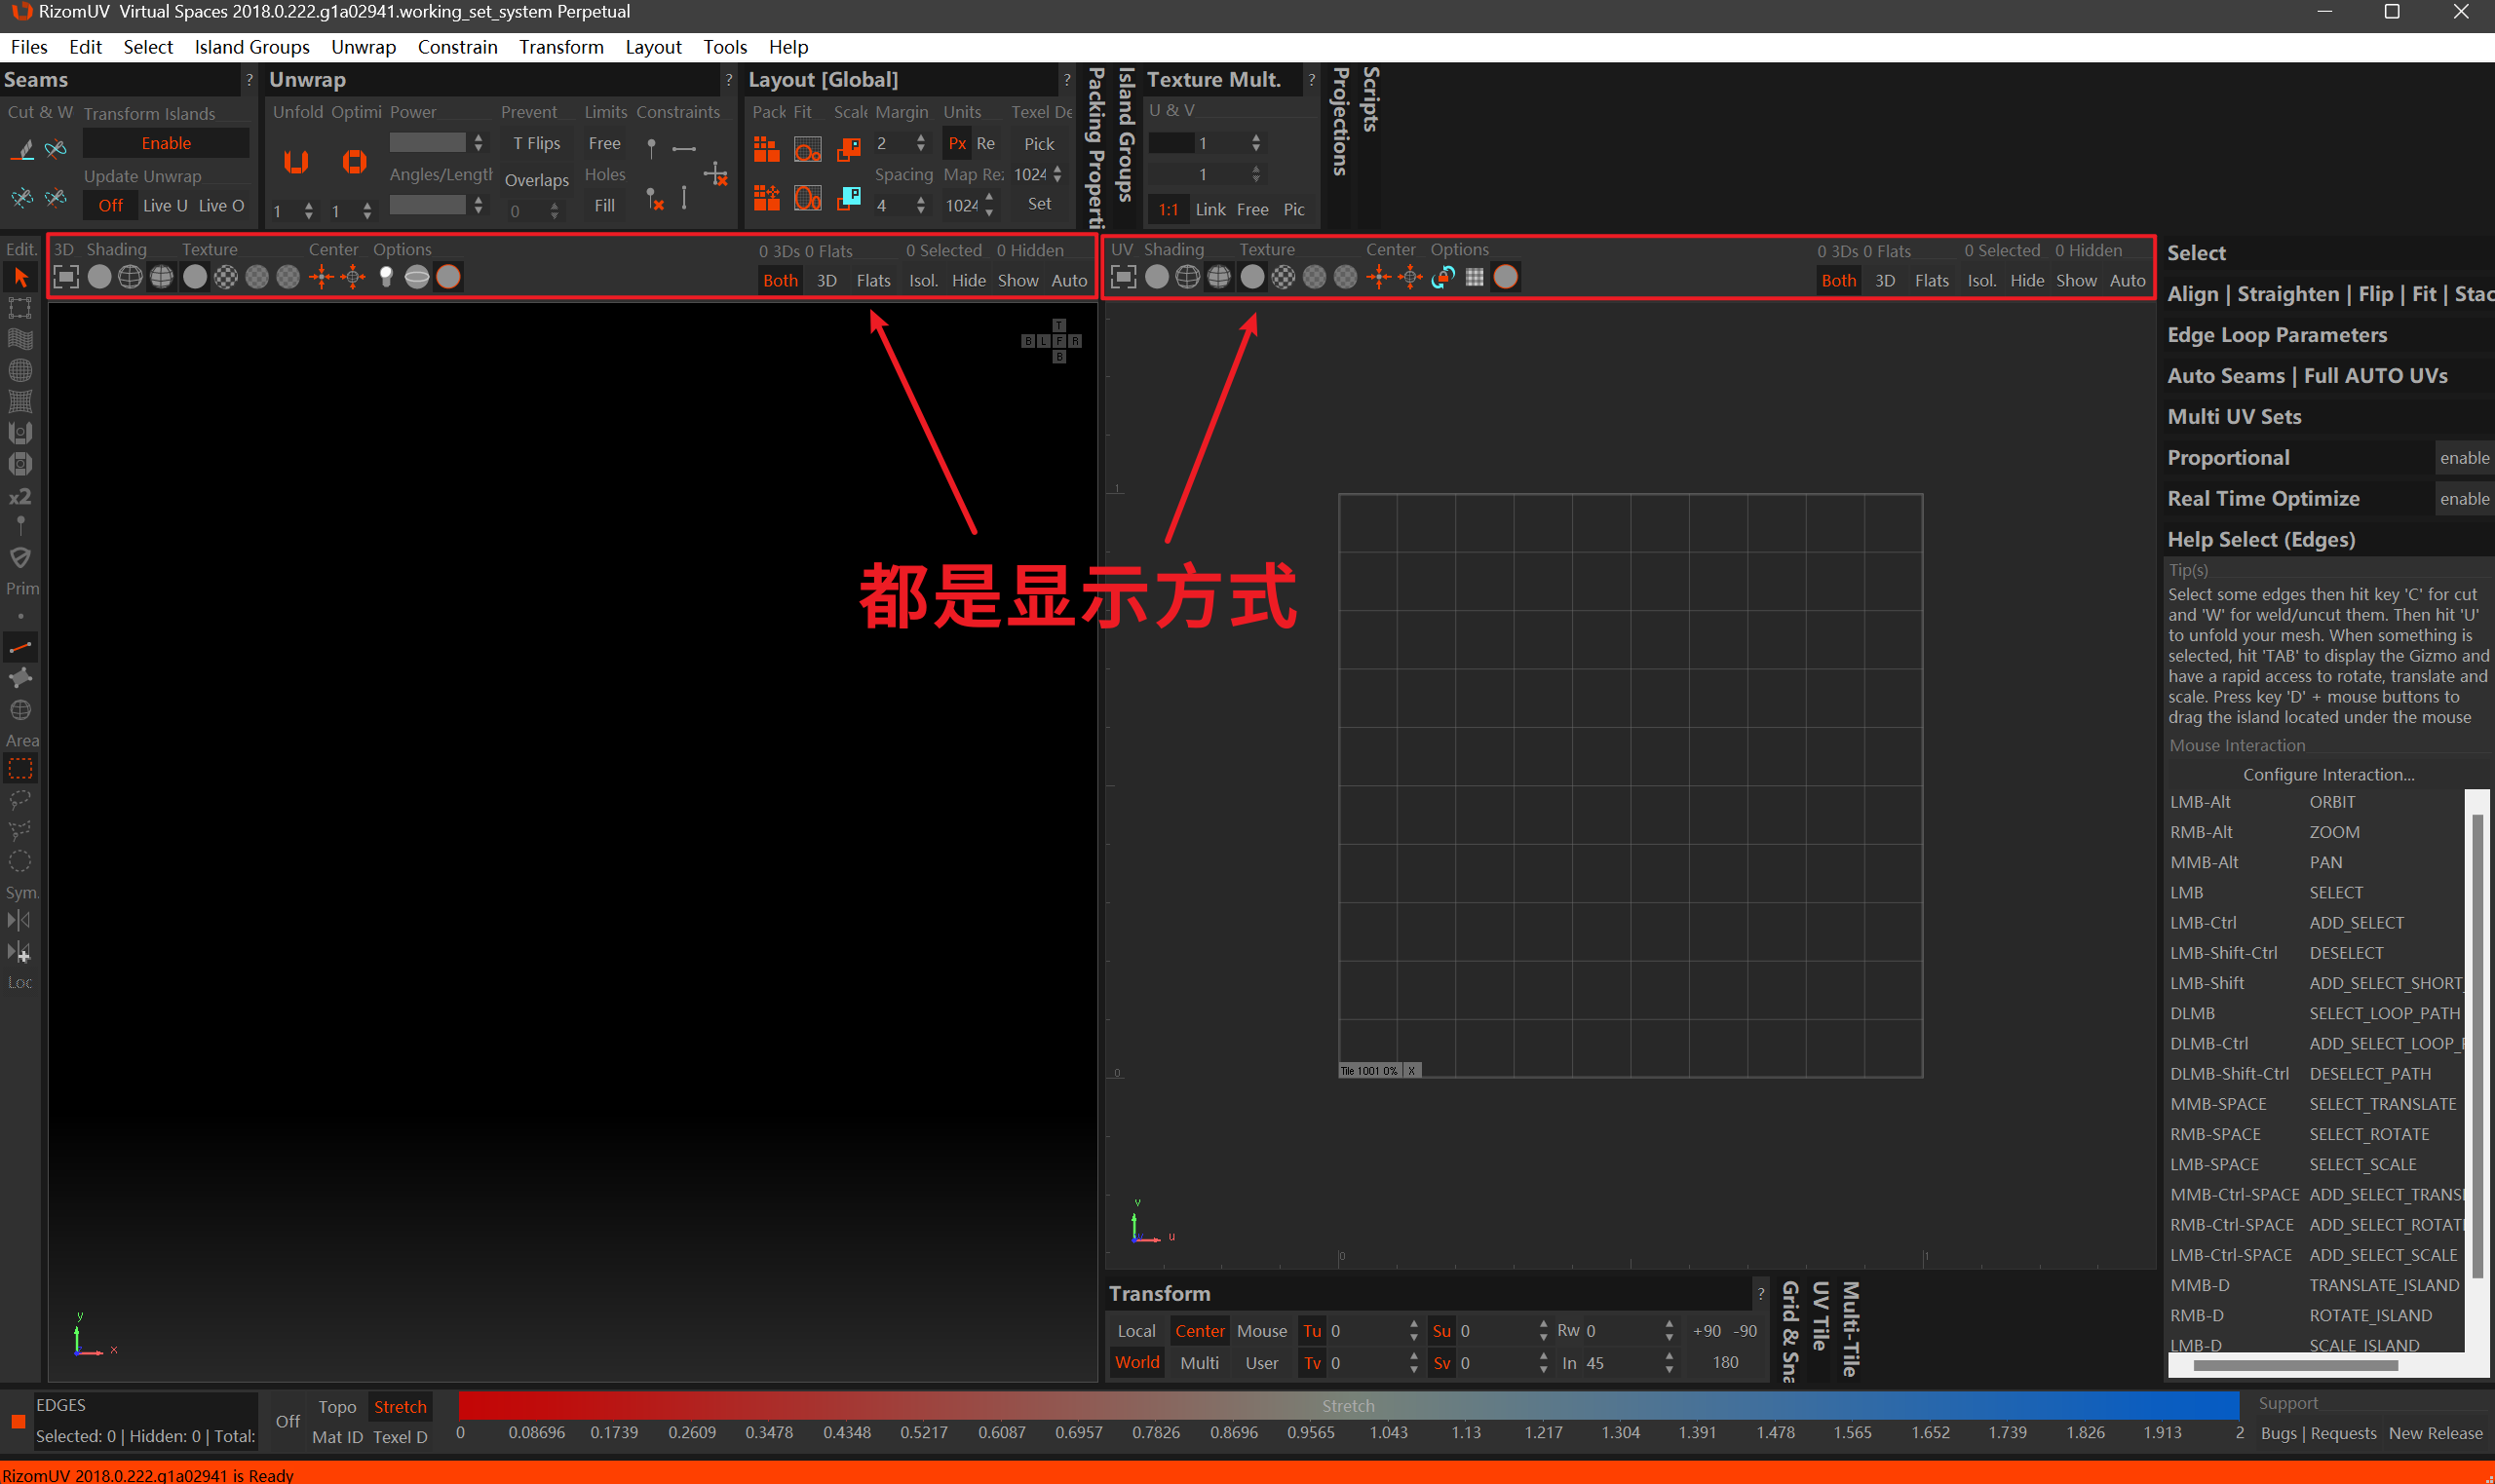 RizomUV Virtual Spaces 2018.0.222.g1a02941.working_set_system Perpetual
Files Edit Select Island Groups Unwrap Constrain Transform Layout Tools Help
Seams ? Unwrap ? Layout [Global] ? Texture Mult. ?
Packing Properti
Island Groups
Projections
Scripts
Cut & W Transform Islands Unfold Optimi Power Prevent Limits Constraints Pack Fit Scale Margin Units Texel De U & V
Enable T Flips Free 2 Px Re Pick 1
Update Unwrap Angles/Length Overlaps Holes Spacing Map Rez 1024 1
Off Live U Live O 1 1 0 Fill 4 1024 Set 1:1 Link Free Pic
Edit. 3D Shading Texture Center Options 0 3Ds 0 Flats 0 Selected 0 Hidden
Both 3D Flats Isol. Hide Show Auto
UV Shading Texture Center Options 0 3Ds 0 Flats 0 Selected 0 Hidden
Both 3D Flats Isol. Hide Show Auto
T
B L F R
B
都是显示方式
x2
Prim
Area
Sym.
Loc
1
0
Tile 1001 0% X
0 1
v
u
y
x
Select
Align | Straighten | Flip | Fit | Stac
Edge Loop Parameters
Auto Seams | Full AUTO UVs
Multi UV Sets
Proportional enable
Real Time Optimize enable
Help Select (Edges)
Tip(s)
Select some edges then hit key 'C' for cut
and 'W' for weld/uncut them. Then hit 'U'
to unfold your mesh. When something is
selected, hit 'TAB' to display the Gizmo and
have a rapid access to rotate, translate and
scale. Press key 'D' + mouse buttons to
drag the island located under the mouse
Mouse Interaction
Configure Interaction...
LMB-Alt ORBIT
RMB-Alt ZOOM
MMB-Alt PAN
LMB SELECT
LMB-Ctrl ADD_SELECT
LMB-Shift-Ctrl DESELECT
LMB-Shift ADD_SELECT_SHORT_
DLMB SELECT_LOOP_PATH
DLMB-Ctrl ADD_SELECT_LOOP_P
DLMB-Shift-Ctrl DESELECT_PATH
MMB-SPACE SELECT_TRANSLATE
RMB-SPACE SELECT_ROTATE
LMB-SPACE SELECT_SCALE
MMB-Ctrl-SPACE ADD_SELECT_TRANSI
RMB-Ctrl-SPACE ADD_SELECT_ROTATI
LMB-Ctrl-SPACE ADD_SELECT_SCALE
MMB-D TRANSLATE_ISLAND
RMB-D ROTATE_ISLAND
LMB-D SCALE_ISLAND
Transform ?
Local Center Mouse Tu 0 Su 0 Rw 0 +90 -90
World Multi User Tv 0 Sv 0 In 45 180
Grid & Sna
UV Tile
Multi-Tile
EDGES
Selected: 0 | Hidden: 0 | Total:
Off Topo Stretch
Mat ID Texel D
Stretch
0 0.08696 0.1739 0.2609 0.3478 0.4348 0.5217 0.6087 0.6957 0.7826 0.8696 0.9565 1.043 1.13 1.217 1.304 1.391 1.478 1.565 1.652 1.739 1.826 1.913 2
Support
Bugs | Requests New Release
RizomUV 2018.0.222.g1a02941 is Ready